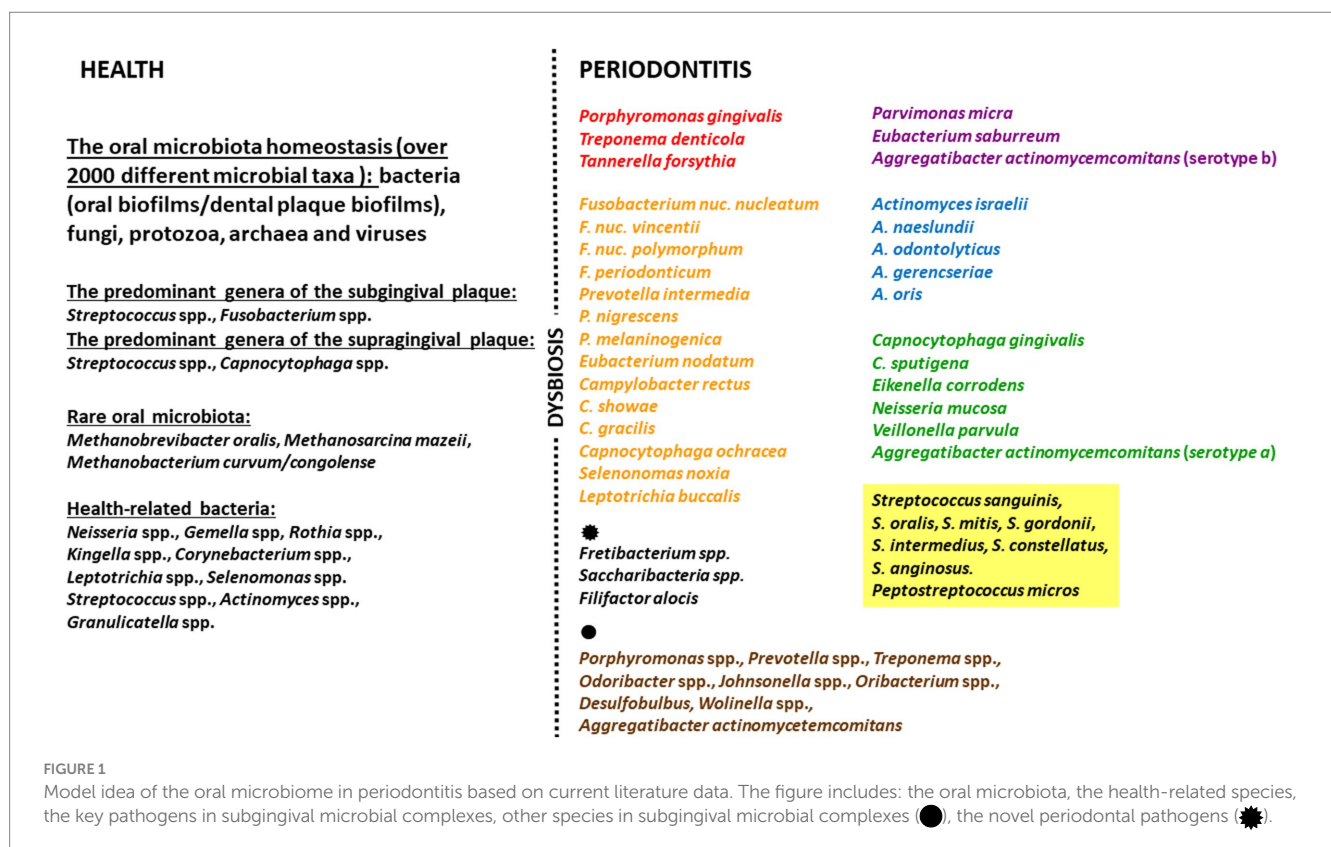 HEALTH
The oral microbiota homeostasis (over
2000 different microbial taxa ): bacteria
(oral biofilms/dental plaque biofilms),
fungi, protozoa, archaea and viruses
The predominant genera of the subgingival plaque:
Streptococcus spp., Fusobacterium spp.
The predominant genera of the supragingival plaque:
Streptococcus spp., Capnocytophaga spp.
Rare oral microbiota:
Methanobrevibacter oralis, Methanosarcina mazeii,
Methanobacterium curvum/congolense
Health-related bacteria:
Neisseria spp., Gemella spp, Rothia spp.,
Kingella spp., Corynebacterium spp.,
Leptotrichia spp., Selenomonas spp.
Streptococcus spp., Actinomyces spp.,
Granulicatella spp.
DYSBIOSIS
PERIODONTITIS
Porphyromonas gingivalis
Treponema denticola
Tannerella forsythia
Fusobacterium nuc. nucleatum
F. nuc. vincentii
F. nuc. polymorphum
F. periodonticum
Prevotella intermedia
P. nigrescens
P. melaninogenica
Eubacterium nodatum
Campylobacter rectus
C. showae
C. gracilis
Capnocytophaga ochracea
Selenonomas noxia
Leptotrichia buccalis
Fretibacterium spp.
Saccharibacteria spp.
Filifactor alocis
Parvimonas micra
Eubacterium saburreum
Aggregatibacter actinomycemcomitans (serotype b)
Actinomyces israelii
A. naeslundii
A. odontolyticus
A. gerencseriae
A. oris
Capnocytophaga gingivalis
C. sputigena
Eikenella corrodens
Neisseria mucosa
Veillonella parvula
Aggregatibacter actinomycemcomitans (serotype a)
Streptococcus sanguinis,
S. oralis, S. mitis, S. gordonii,
S. intermedius, S. constellatus,
S. anginosus.
Peptostreptococcus micros
Porphyromonas spp., Prevotella spp., Treponema spp.,
Odoribacter spp., Johnsonella spp., Oribacterium spp.,
Desulfobulbus, Wolinella spp.,
Aggregatibacter actinomycetemcomitans
FIGURE 1
Model idea of the oral microbiome in periodontitis based on current literature data. The figure includes: the oral microbiota, the health-related species,
the key pathogens in subgingival microbial complexes, other species in subgingival microbial complexes (●), the novel periodontal pathogens (✸).